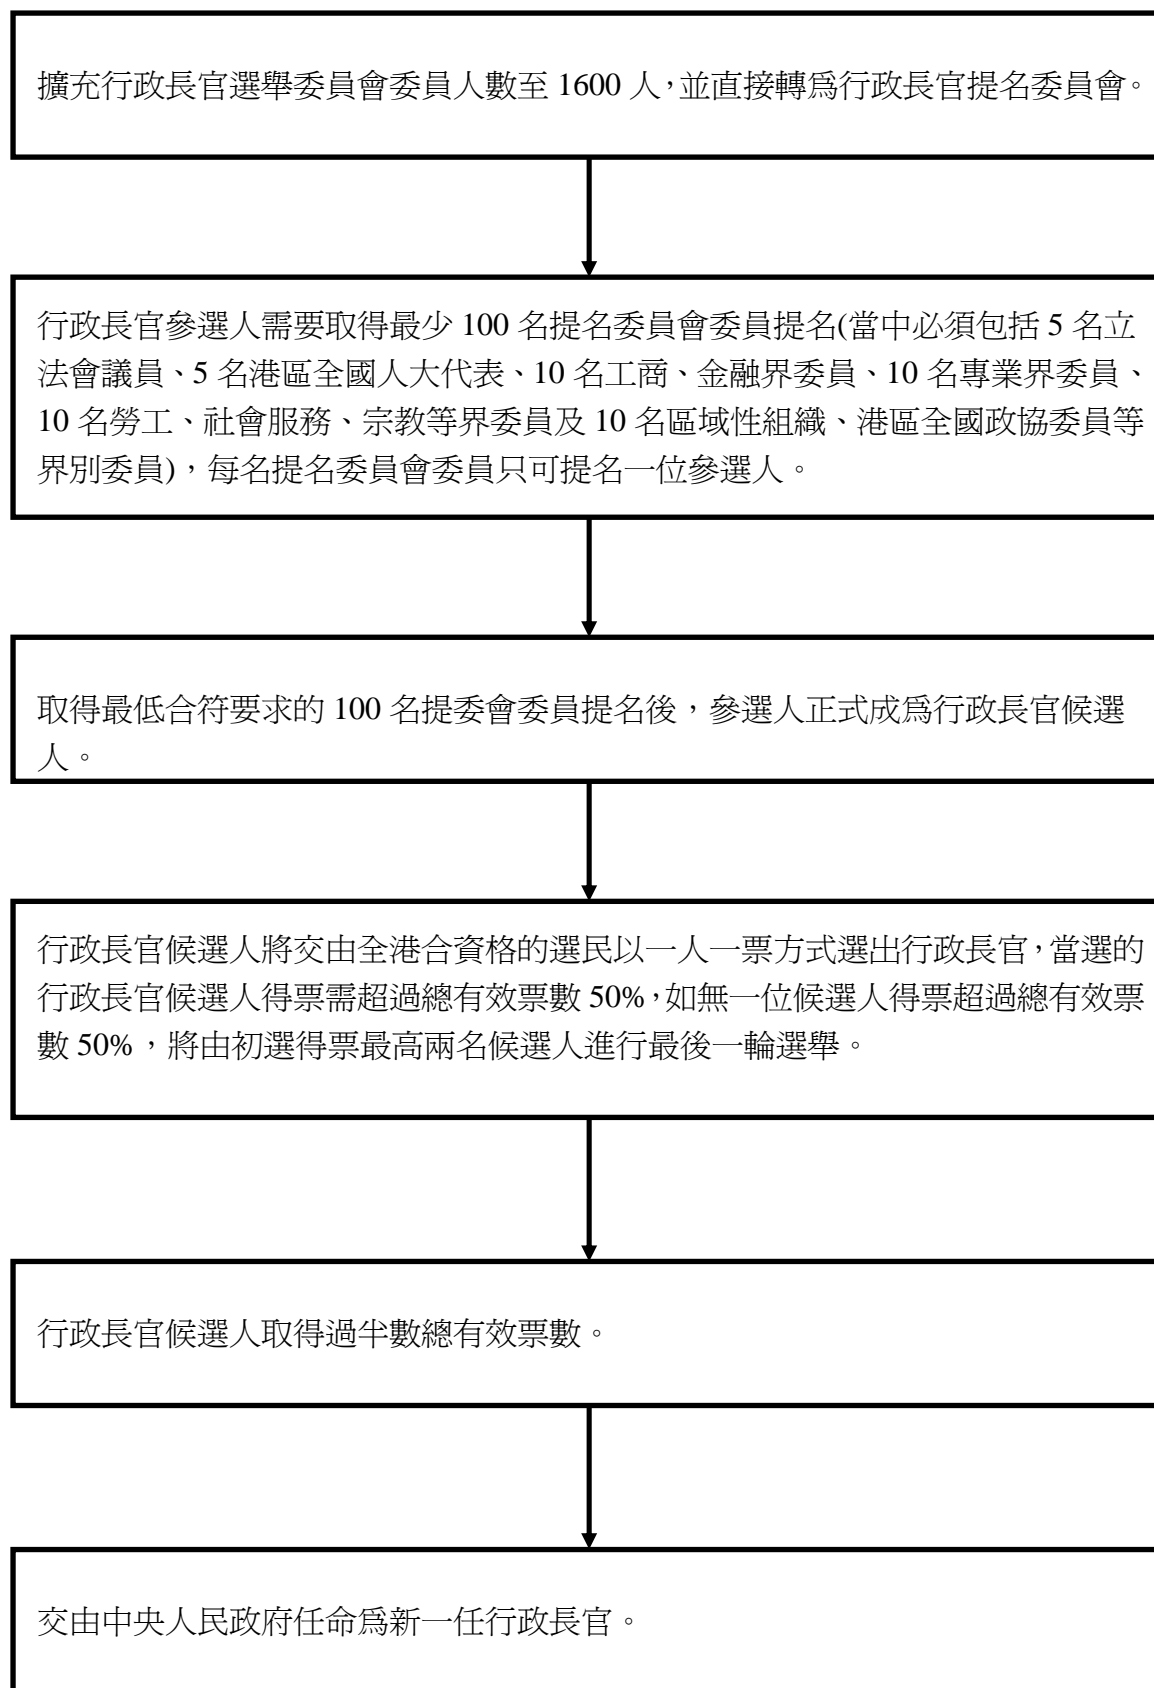 擴充行政長官選舉委員會委員人數至 1600 人，並直接轉爲行政長官提名委員會。
行政長官參選人需要取得最少 100 名提名委員會委員提名(當中必須包括 5 名立
法會議員、5 名港區全國人大代表、10 名工商、金融界委員、10 名專業界委員、
10 名勞工、社會服務、宗教等界委員及 10 名區域性組織、港區全國政協委員等
界別委員)，每名提名委員會委員只可提名一位參選人。
取得最低合符要求的 100 名提委會委員提名後，參選人正式成爲行政長官候選
人。
行政長官候選人將交由全港合資格的選民以一人一票方式選出行政長官，當選的
行政長官候選人得票需超過總有效票數 50%，如無一位候選人得票超過總有效票
數 50%，將由初選得票最高兩名候選人進行最後一輪選舉。
行政長官候選人取得過半數總有效票數。
交由中央人民政府任命爲新一任行政長官。